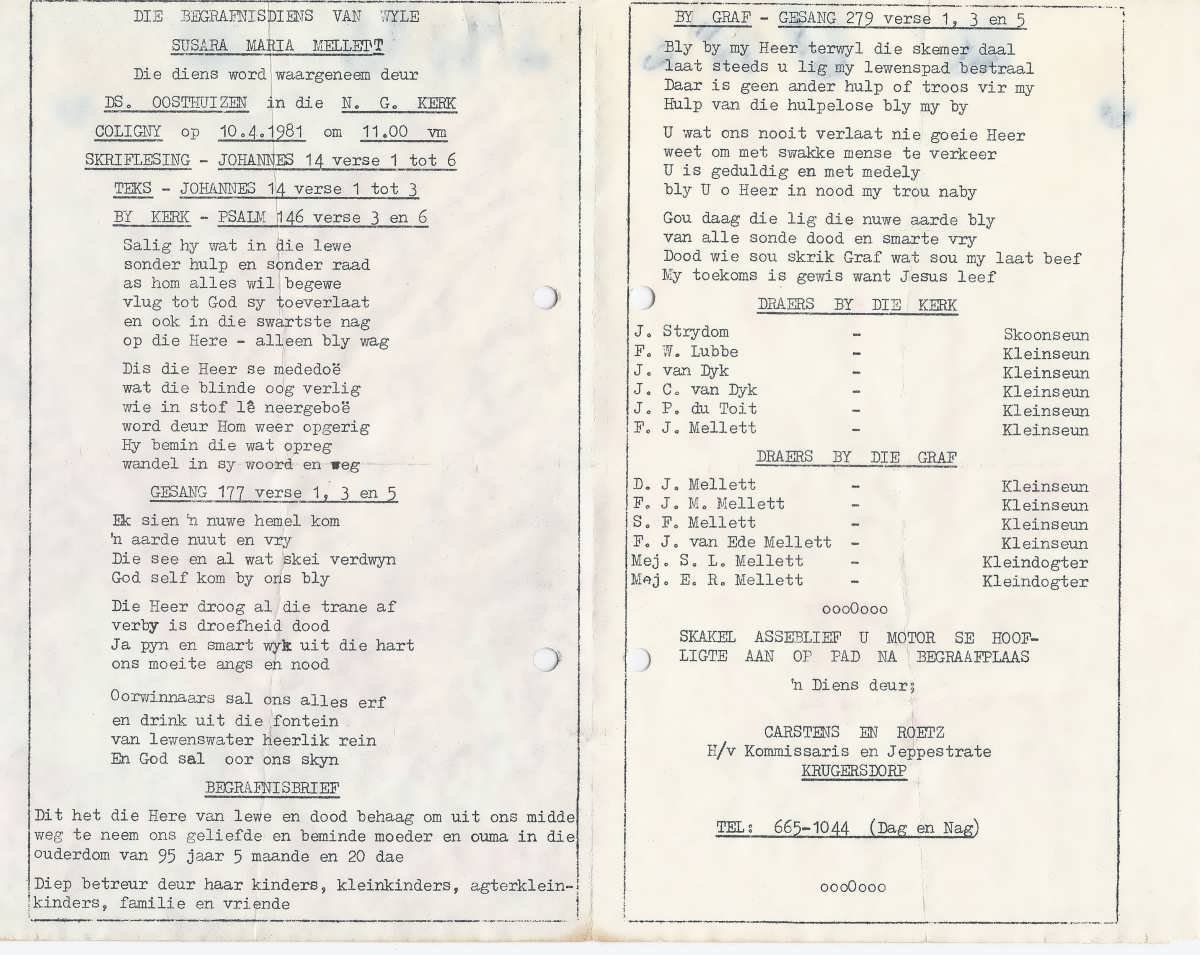 DIE BEGRAFNISDIENS VAN WYLE
SUSARA MARIA MELLETT
Die diens word waargeneem deur
DS. OOSTHUIZEN in die N. G. KERK
COLIGNY op 10.4.1981 om 11.00 vm
SKRIFLESING - JOHANNES 14 verse 1 tot 6
TEKS - JOHANNES 14 verse 1 tot 3
BY KERK - PSALM 146 verse 3 en 6
Salig hy wat in die lewe
sonder hulp en sonder raad
as hom alles wil begewe
vlug tot God sy toeverlaat
en ook in die swartste nag
op die Here - alleen bly wag
Dis die Heer se mededoë
wat die blinde oog verlig
wie in stof lê neergeboë
word deur Hom weer opgerig
Hy bemin die wat opreg
wandel in sy woord en weg
GESANG 177 verse 1, 3 en 5
Ek sien 'n nuwe hemel kom
'n aarde nuut en vry
Die see en al wat skei verdwyn
God self kom by ons bly
Die Heer droog al die trane af
verby is droefheid dood
Ja pyn en smart wyk uit die hart
ons moeite angs en nood
Oorwinnaars sal ons alles erf
en drink uit die fontein
van lewenswater heerlik rein
En God sal oor ons skyn
BEGRAFNISBRIEF
Dit het die Here van lewe en dood behaag om uit ons midde
weg te neem ons geliefde en beminde moeder en ouma in die
ouderdom van 95 jaar 5 maande en 20 dae
Diep betreur deur haar kinders, kleinkinders, agterklein-
kinders, familie en vriende
BY GRAF - GESANG 279 verse 1, 3 en 5
Bly by my Heer terwyl die skemer daal
laat steeds u lig my lewenspad bestraal
Daar is geen ander hulp of troos vir my
Hulp van die hulpelose bly my by
U wat ons nooit verlaat nie goeie Heer
weet om met swakke mense te verkeer
U is geduldig en met medely
bly U o Heer in nood my trou naby
Gou daag die lig die nuwe aarde bly
van alle sonde dood en smarte vry
Dood wie sou skrik Graf wat sou my laat beef
My toekoms is gewis want Jesus leef
DRAERS BY DIE KERK
J. Strydom - Skoonseun
F. W. Lubbe - Kleinseun
J. van Dyk - Kleinseun
J. C. van Dyk - Kleinseun
J. P. du Toit - Kleinseun
F. J. Mellett - Kleinseun
DRAERS BY DIE GRAF
D. J. Mellett - Kleinseun
F. J. M. Mellett - Kleinseun
S. F. Mellett - Kleinseun
F. J. van Ede Mellett - Kleinseun
Mej. S. L. Mellett - Kleindogter
Mej. E. R. Mellett - Kleindogter
oooOooo
SKAKEL ASSEBLIEF U MOTOR SE HOOF-
LIGTE AAN OP PAD NA BEGRAAFPLAAS
'n Diens deur;
CARSTENS EN ROETZ
H/v Kommissaris en Jeppestrate
KRUGERSDORP
TEL: 665-1044 (Dag en Nag)
oooOooo